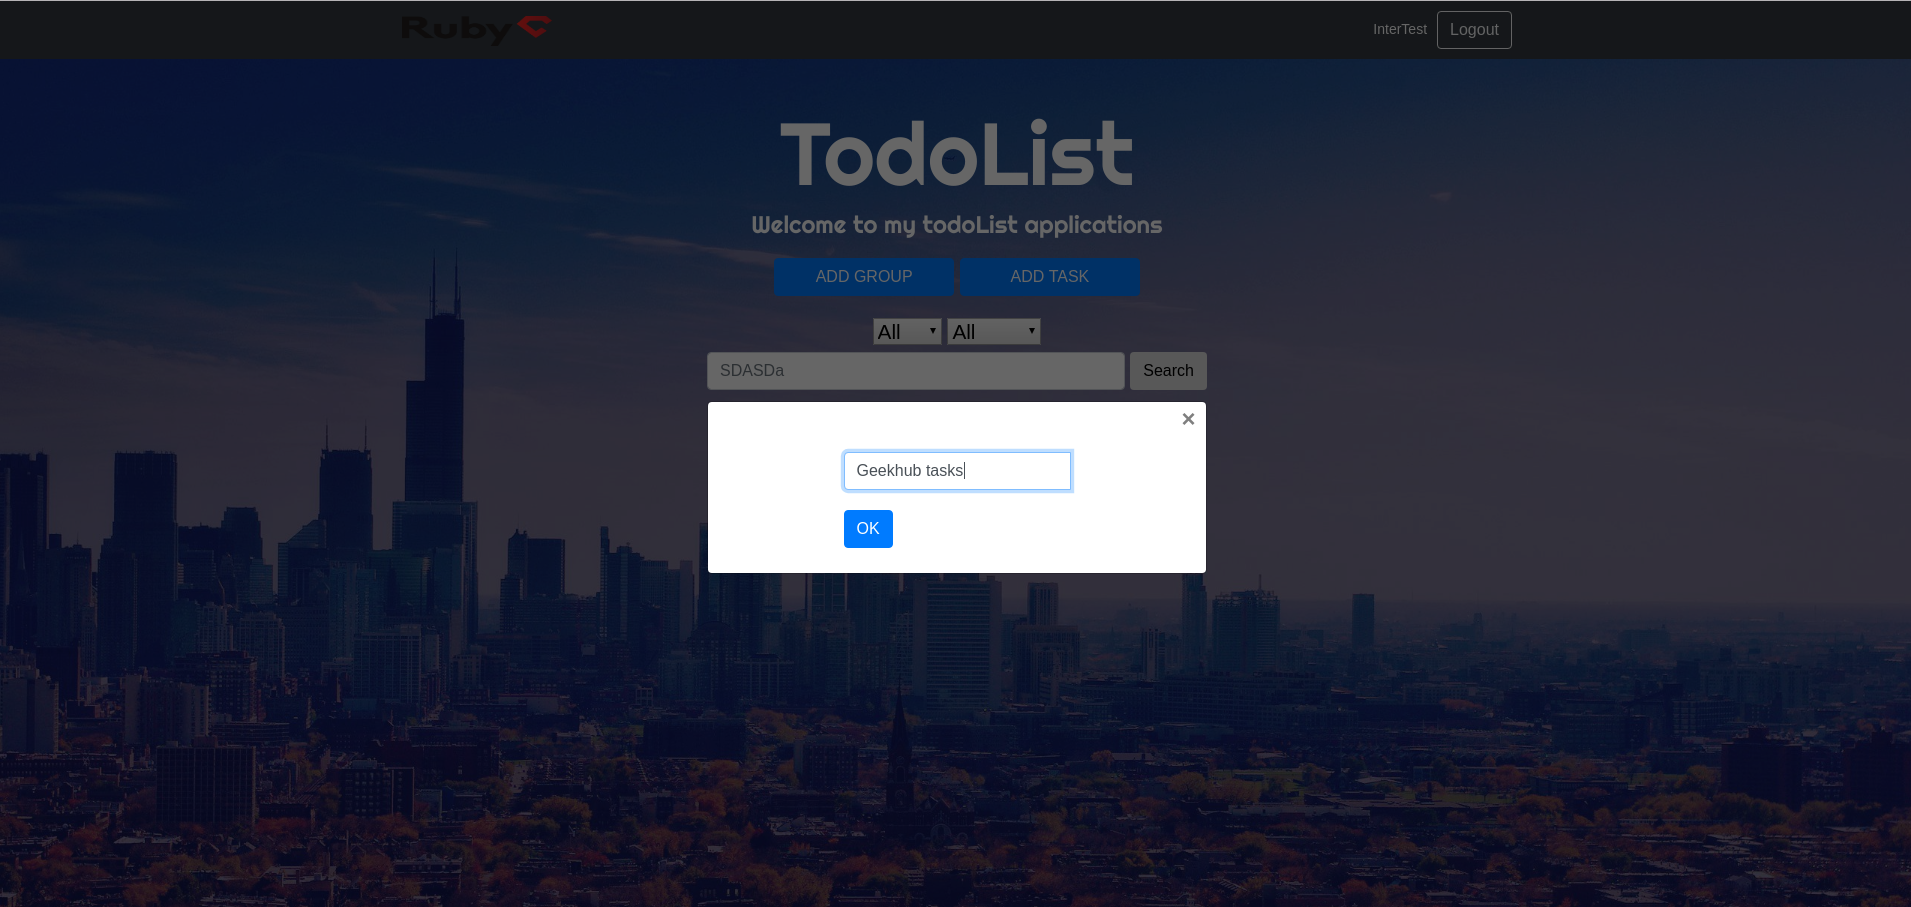 Ruby
InterTest
Logout
TodoList
Welcome to my todoList applications
ADD GROUP
ADD TASK
All
All
SDASDa
Search
×
Geekhub tasks
OK